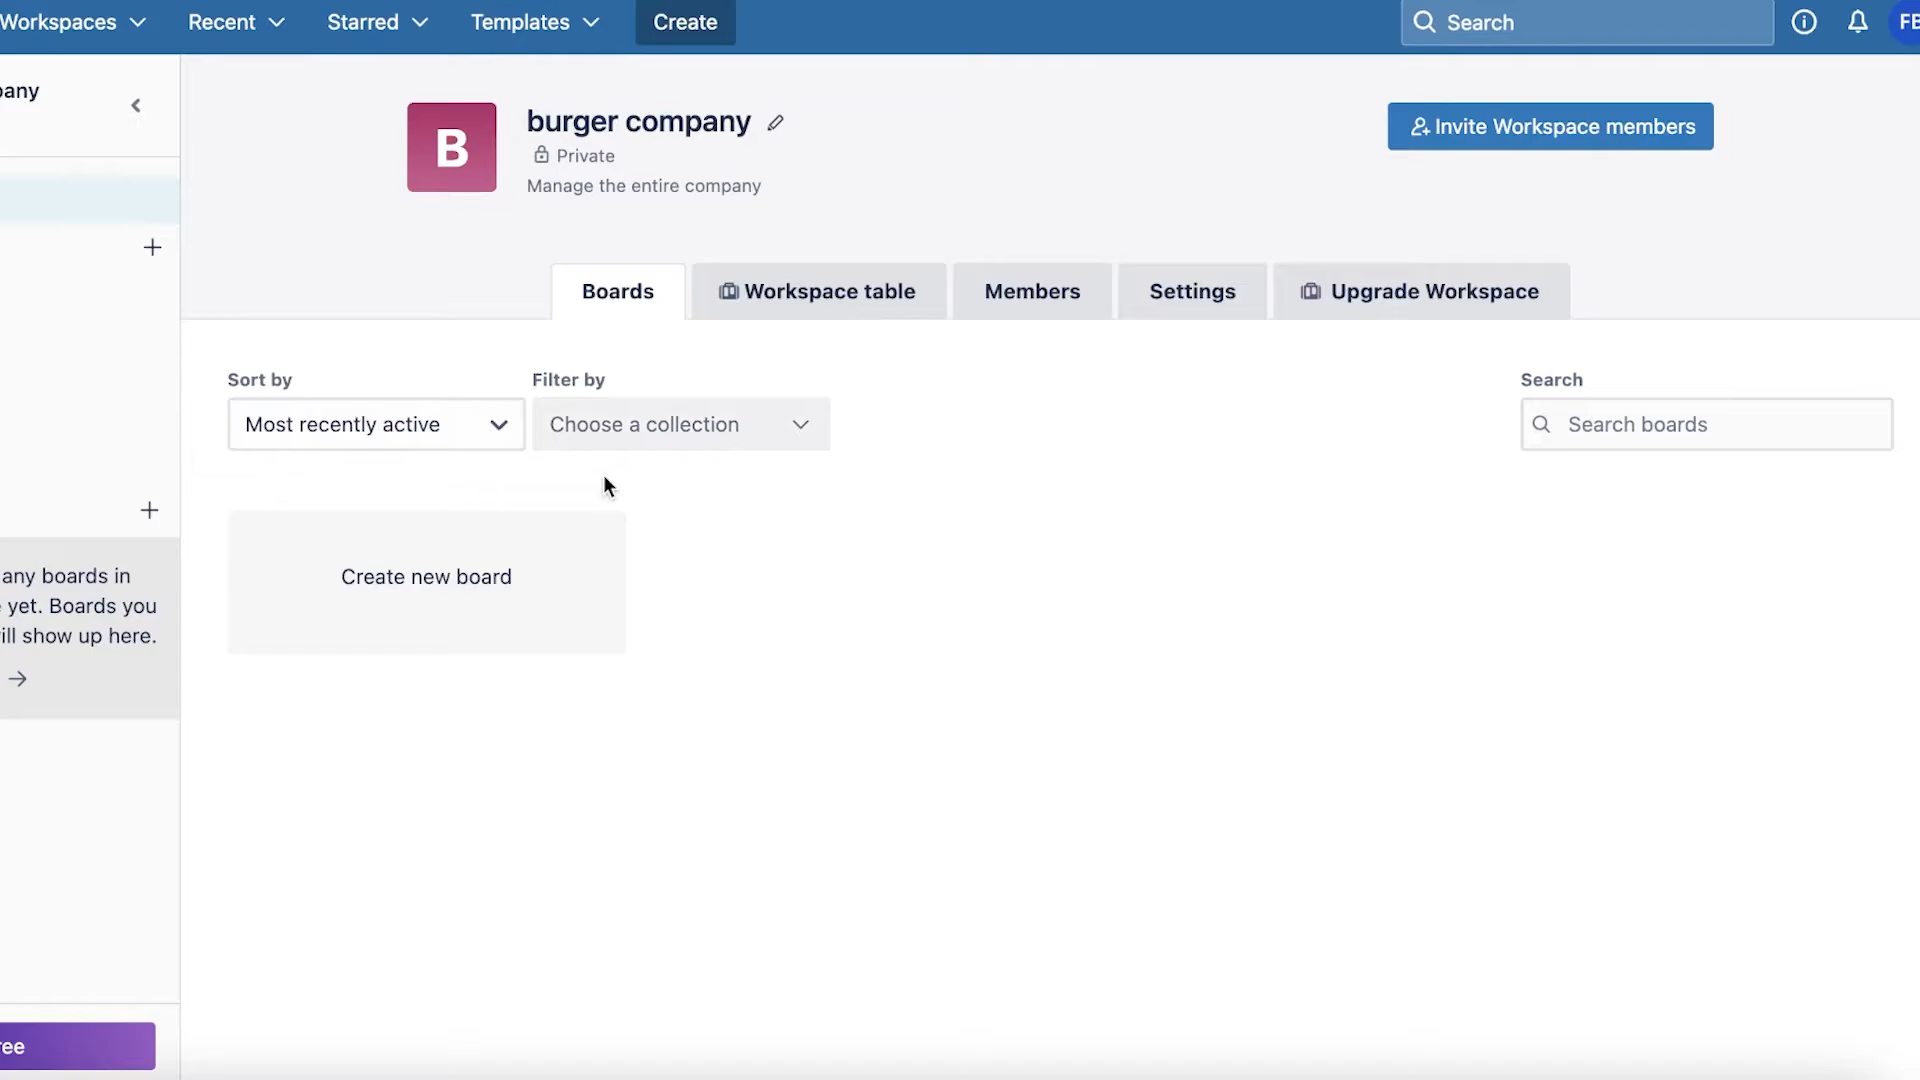 Workspaces Recent Starred Templates Create Search FB
pany
B
burger company
Private
Manage the entire company
Invite Workspace members
Boards Workspace table Members Settings Upgrade Workspace
Sort by Filter by Search
Most recently active Choose a collection Search boards
Create new board
any boards in
yet. Boards you
ill show up here.
ree